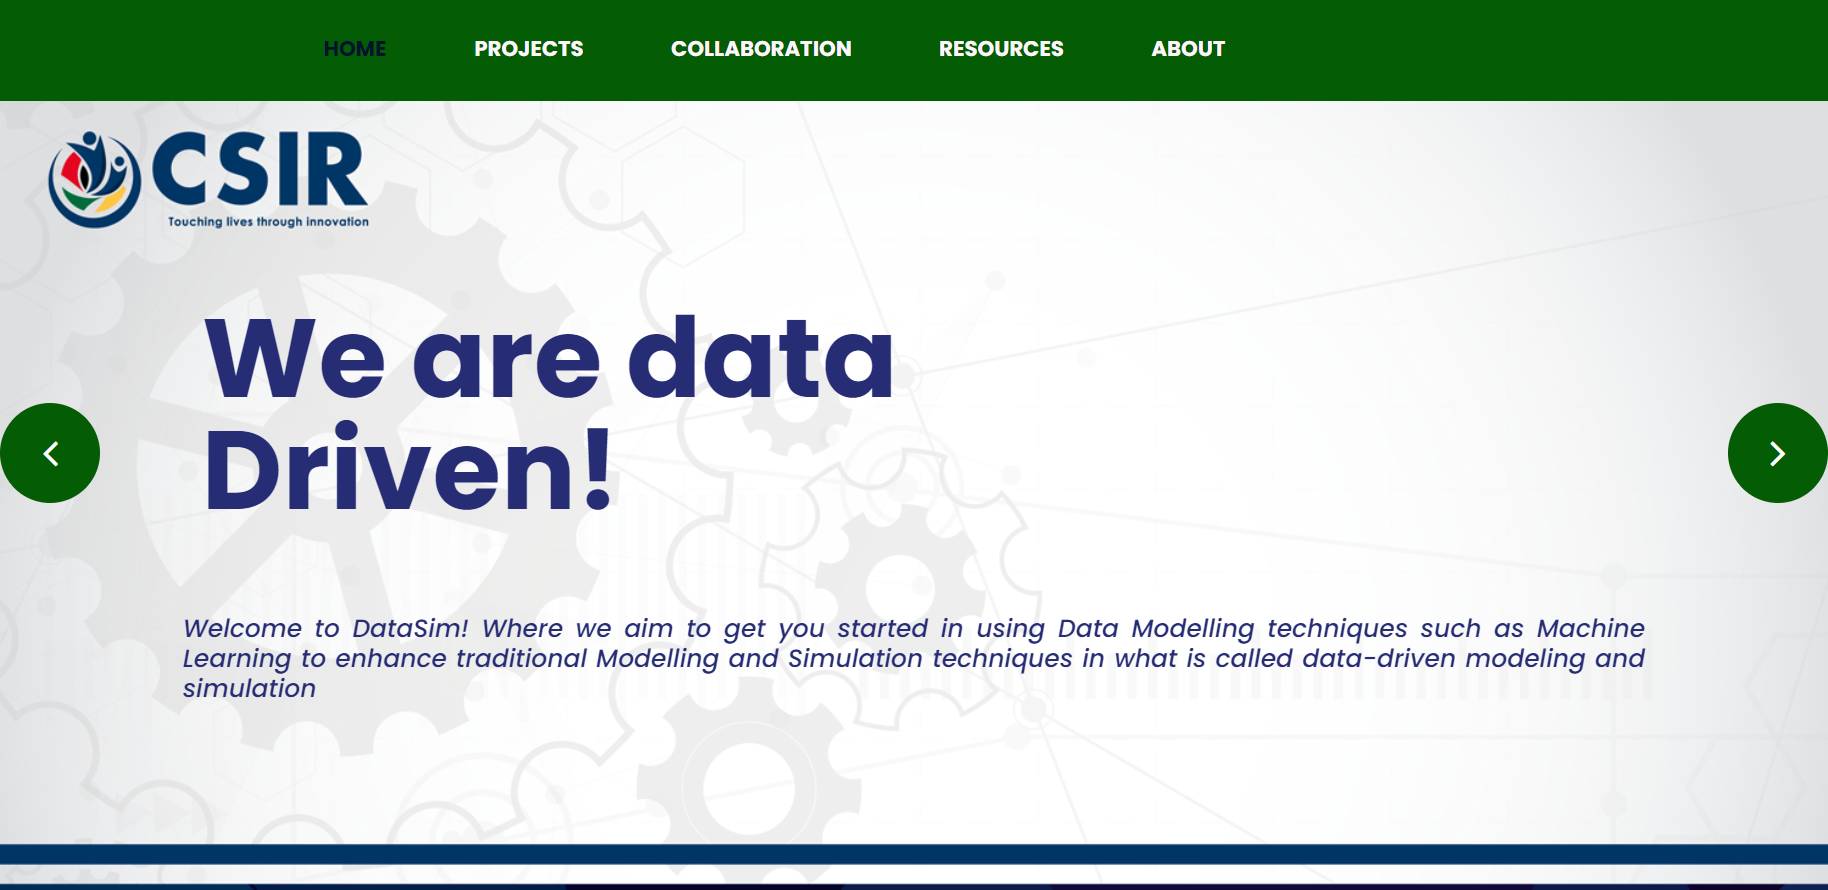 HOME PROJECTS COLLABORATION RESOURCES ABOUT
CSIR
Touching lives through innovation
We are data
Driven!
Welcome to DataSim! Where we aim to get you started in using Data Modelling techniques such as Machine
Learning to enhance traditional Modelling and Simulation techniques in what is called data-driven modeling and
simulation